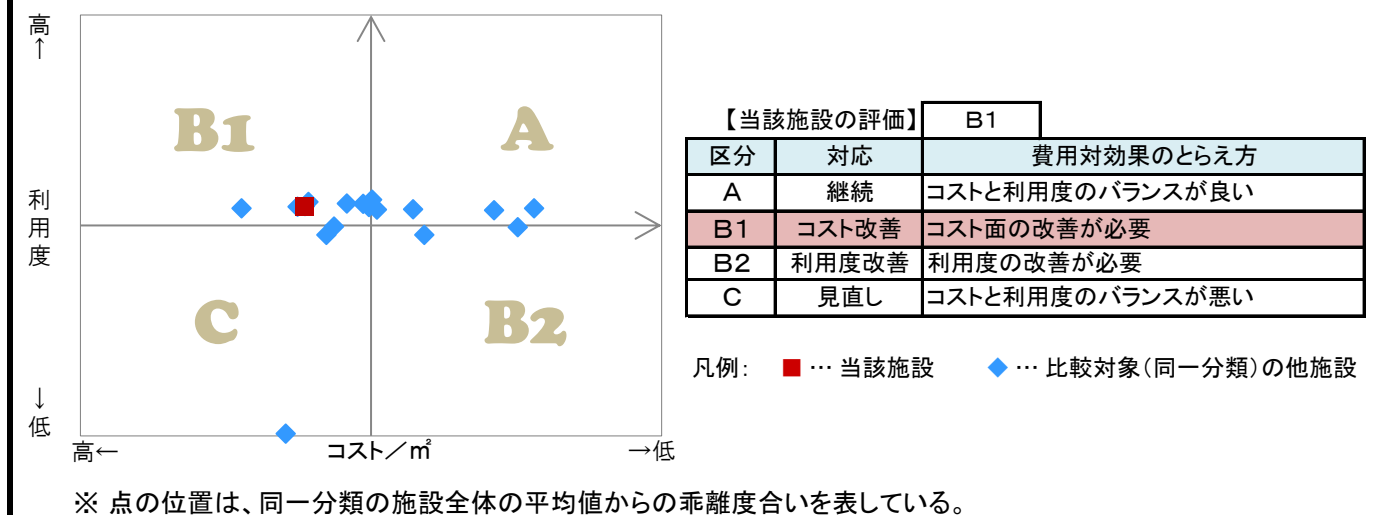 高
↑
B1
A
利
用
度
C
B2
↓
低
高←
コスト／㎡
→低
【当該施設の評価】 Ｂ１
区分 対応 費用対効果のとらえ方
Ａ 継続 コストと利用度のバランスが良い
Ｂ１ コスト改善 コスト面の改善が必要
Ｂ２ 利用度改善 利用度の改善が必要
Ｃ 見直し コストと利用度のバランスが悪い
凡例： ■ … 当該施設 ◆ … 比較対象（同一分類）の他施設
※ 点の位置は、同一分類の施設全体の平均値からの乖離度合いを表している。